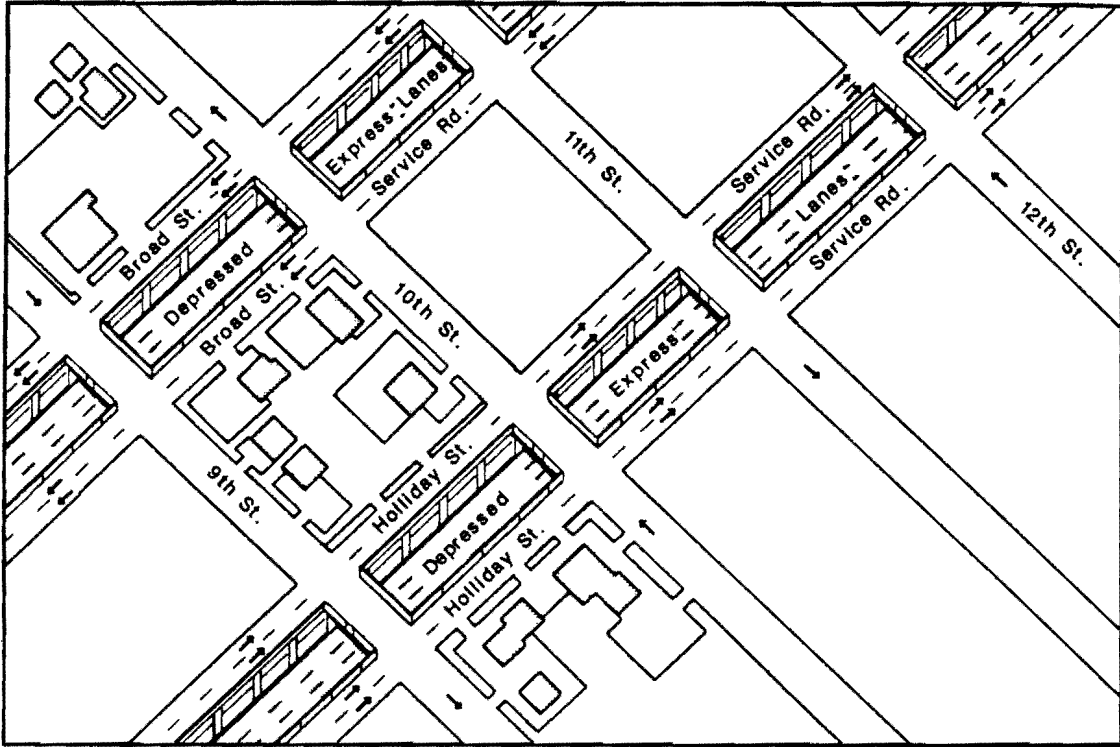 Express Lanes
Service Rd.
11th St.
Service Rd.
Lanes
Service Rd.
12th St.
Broad St.
Depressed
Broad St.
10th St.
Express
9th St.
Holliday St.
Depressed
Holliday St.